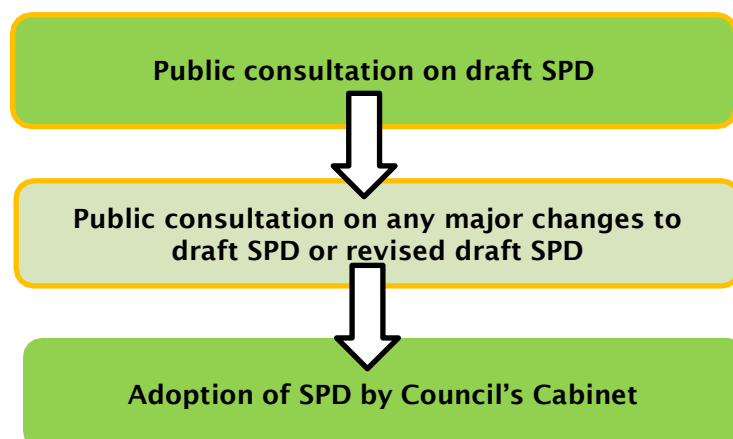 Public consultation on draft SPD
Public consultation on any major changes to
draft SPD or revised draft SPD
Adoption of SPD by Council’s Cabinet